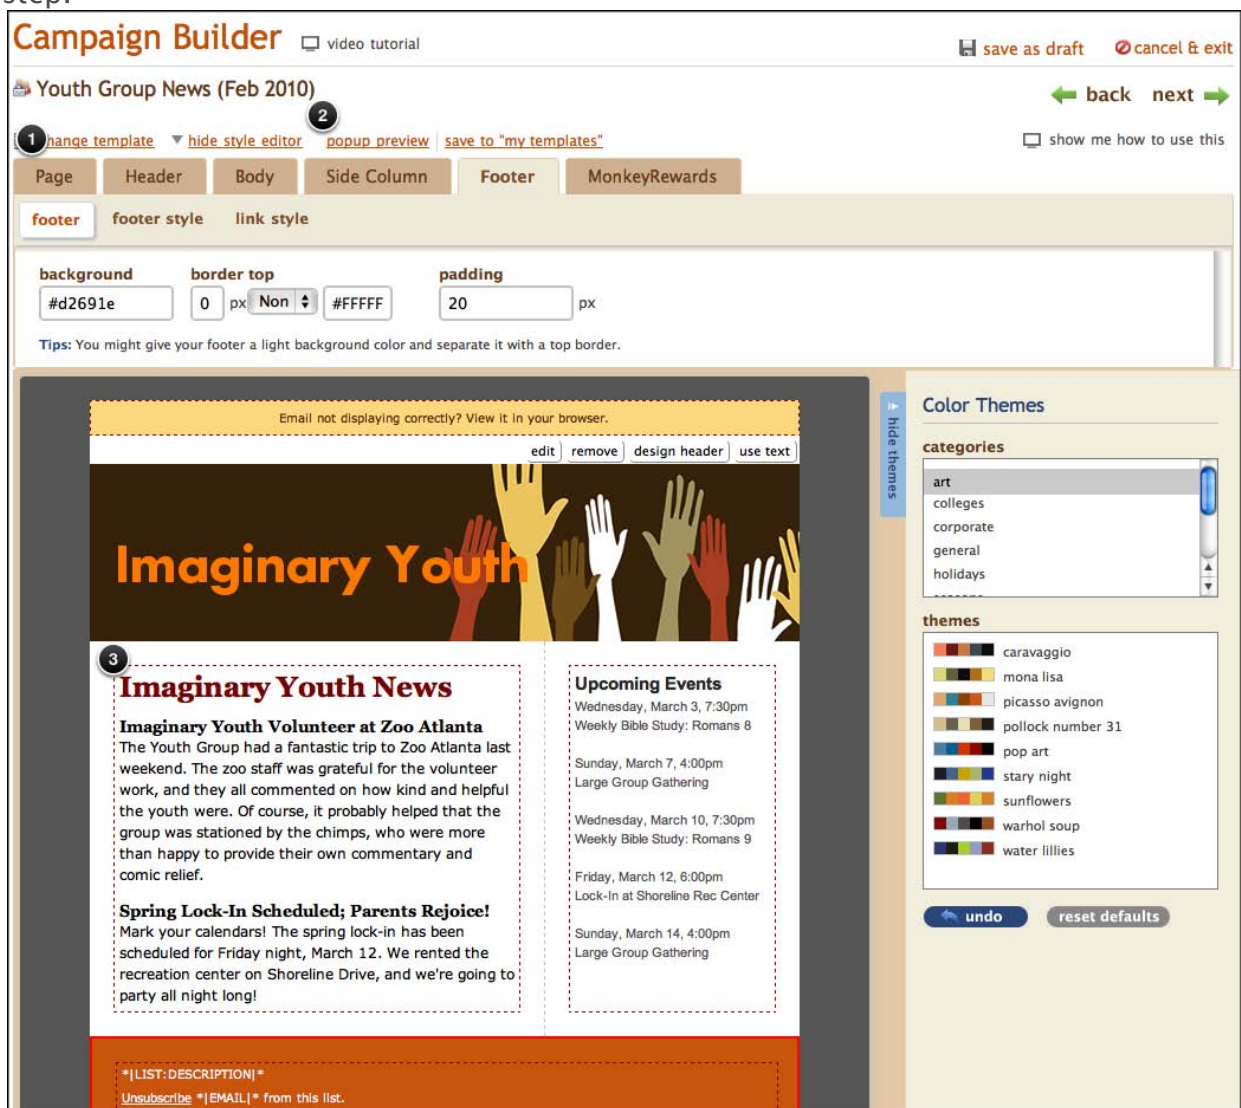 step.
Campaign Builder video tutorial
save as draft cancel & exit
Youth Group News (Feb 2010)
back next
1 hange template hide style editor 2 popup preview save to "my templates"
show me how to use this
Page Header Body Side Column Footer MonkeyRewards
footer footer style link style
background border top padding
#d2691e 0 px Non #FFFFF 20 px
Tips: You might give your footer a light background color and separate it with a top border.
Email not displaying correctly? View it in your browser.
edit remove design header use text
Imaginary Youth
3
Imaginary Youth News
Imaginary Youth Volunteer at Zoo Atlanta
The Youth Group had a fantastic trip to Zoo Atlanta last
weekend. The zoo staff was grateful for the volunteer
work, and they all commented on how kind and helpful
the youth were. Of course, it probably helped that the
group was stationed by the chimps, who were more
than happy to provide their own commentary and
comic relief.
Spring Lock-In Scheduled; Parents Rejoice!
Mark your calendars! The spring lock-in has been
scheduled for Friday night, March 12. We rented the
recreation center on Shoreline Drive, and we're going to
party all night long!
Upcoming Events
Wednesday, March 3, 7:30pm
Weekly Bible Study: Romans 8
Sunday, March 7, 4:00pm
Large Group Gathering
Wednesday, March 10, 7:30pm
Weekly Bible Study: Romans 9
Friday, March 12, 6:00pm
Lock-In at Shoreline Rec Center
Sunday, March 14, 4:00pm
Large Group Gathering
*|LIST:DESCRIPTION|*
Unsubscribe *|EMAIL|* from this list.
hide themes
Color Themes
categories
art
colleges
corporate
general
holidays
themes
caravaggio
mona lisa
picasso avignon
pollock number 31
pop art
stary night
sunflowers
warhol soup
water lillies
undo reset defaults